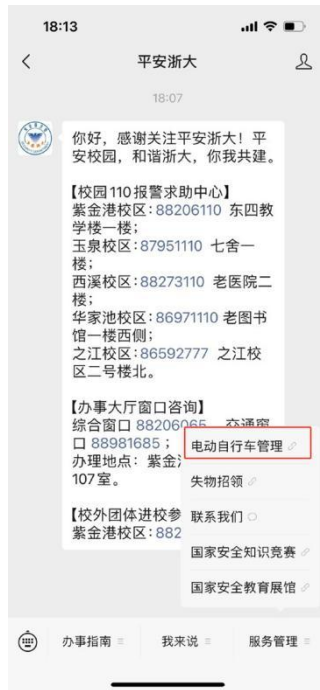 18:13
平安浙大
18:07
你好，感谢关注平安浙大！平
安校园，和谐浙大，你我共建。
【校园110报警求助中心】
紫金港校区：88206110 东四教
学楼一楼；
玉泉校区：87951110 七舍一
楼；
西溪校区：88273110 老医院二
楼；
华家池校区：86971110 老图书
馆一楼西侧；
之江校区：86592777 之江校
区二号楼北。
【办事大厅窗口咨询】
综合窗口 88206065
口 88981685；
办理地点：紫金
107室。
【校外团体进校参
紫金港校区：882
电动自行车管理
失物招领
联系我们
国家安全知识竞赛
国家安全教育展馆
办事指南
我来说
服务管理